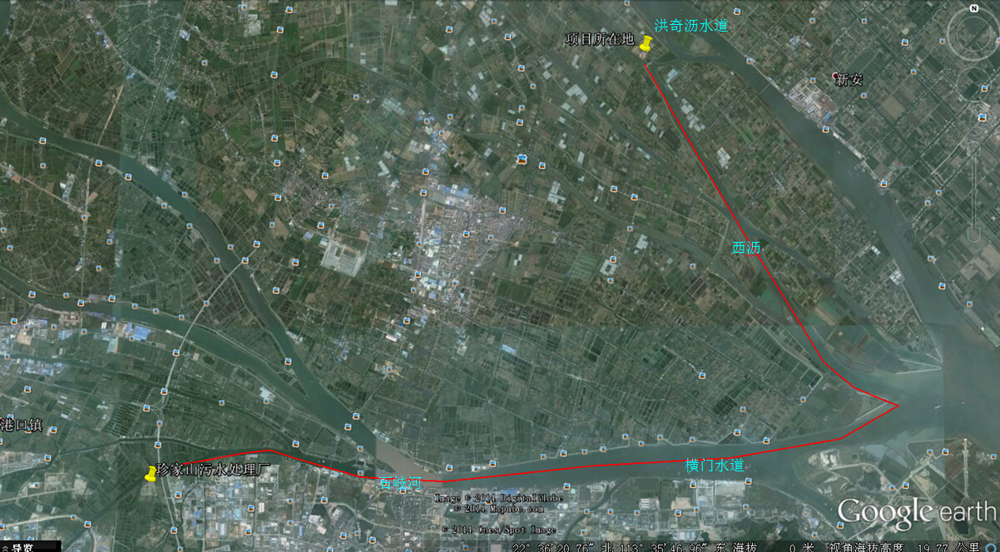 洪奇沥水道
项目所在地
N
新安
西沥
港口镇
珍家山污水处理厂
石岐河
横门水道
Image © 2014 DigitalGlobe
© 2014 Mapabc.com
© 2014 Cnes/Spot Image
Google earth
导览
22°36'20.76" 北 113°35'46.96" 东 海拔 0 米 视角海拔高度 19.77 公里